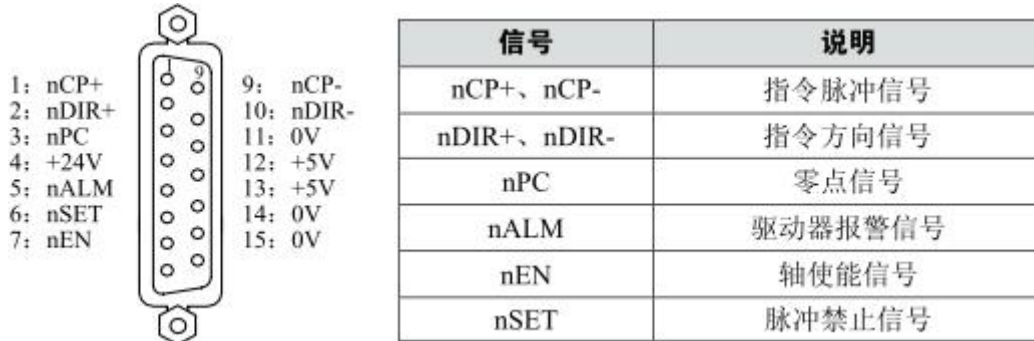 1 9
1：nCP+
2：nDIR+
3：nPC
4：+24V
5：nALM
6：nSET
7：nEN
9： nCP-
10：nDIR-
11：0V
12：+5V
13：+5V
14：0V
15：0V
信号 说明
nCP+、nCP- 指令脉冲信号
nDIR+、nDIR- 指令方向信号
nPC 零点信号
nALM 驱动器报警信号
nEN 轴使能信号
nSET 脉冲禁止信号